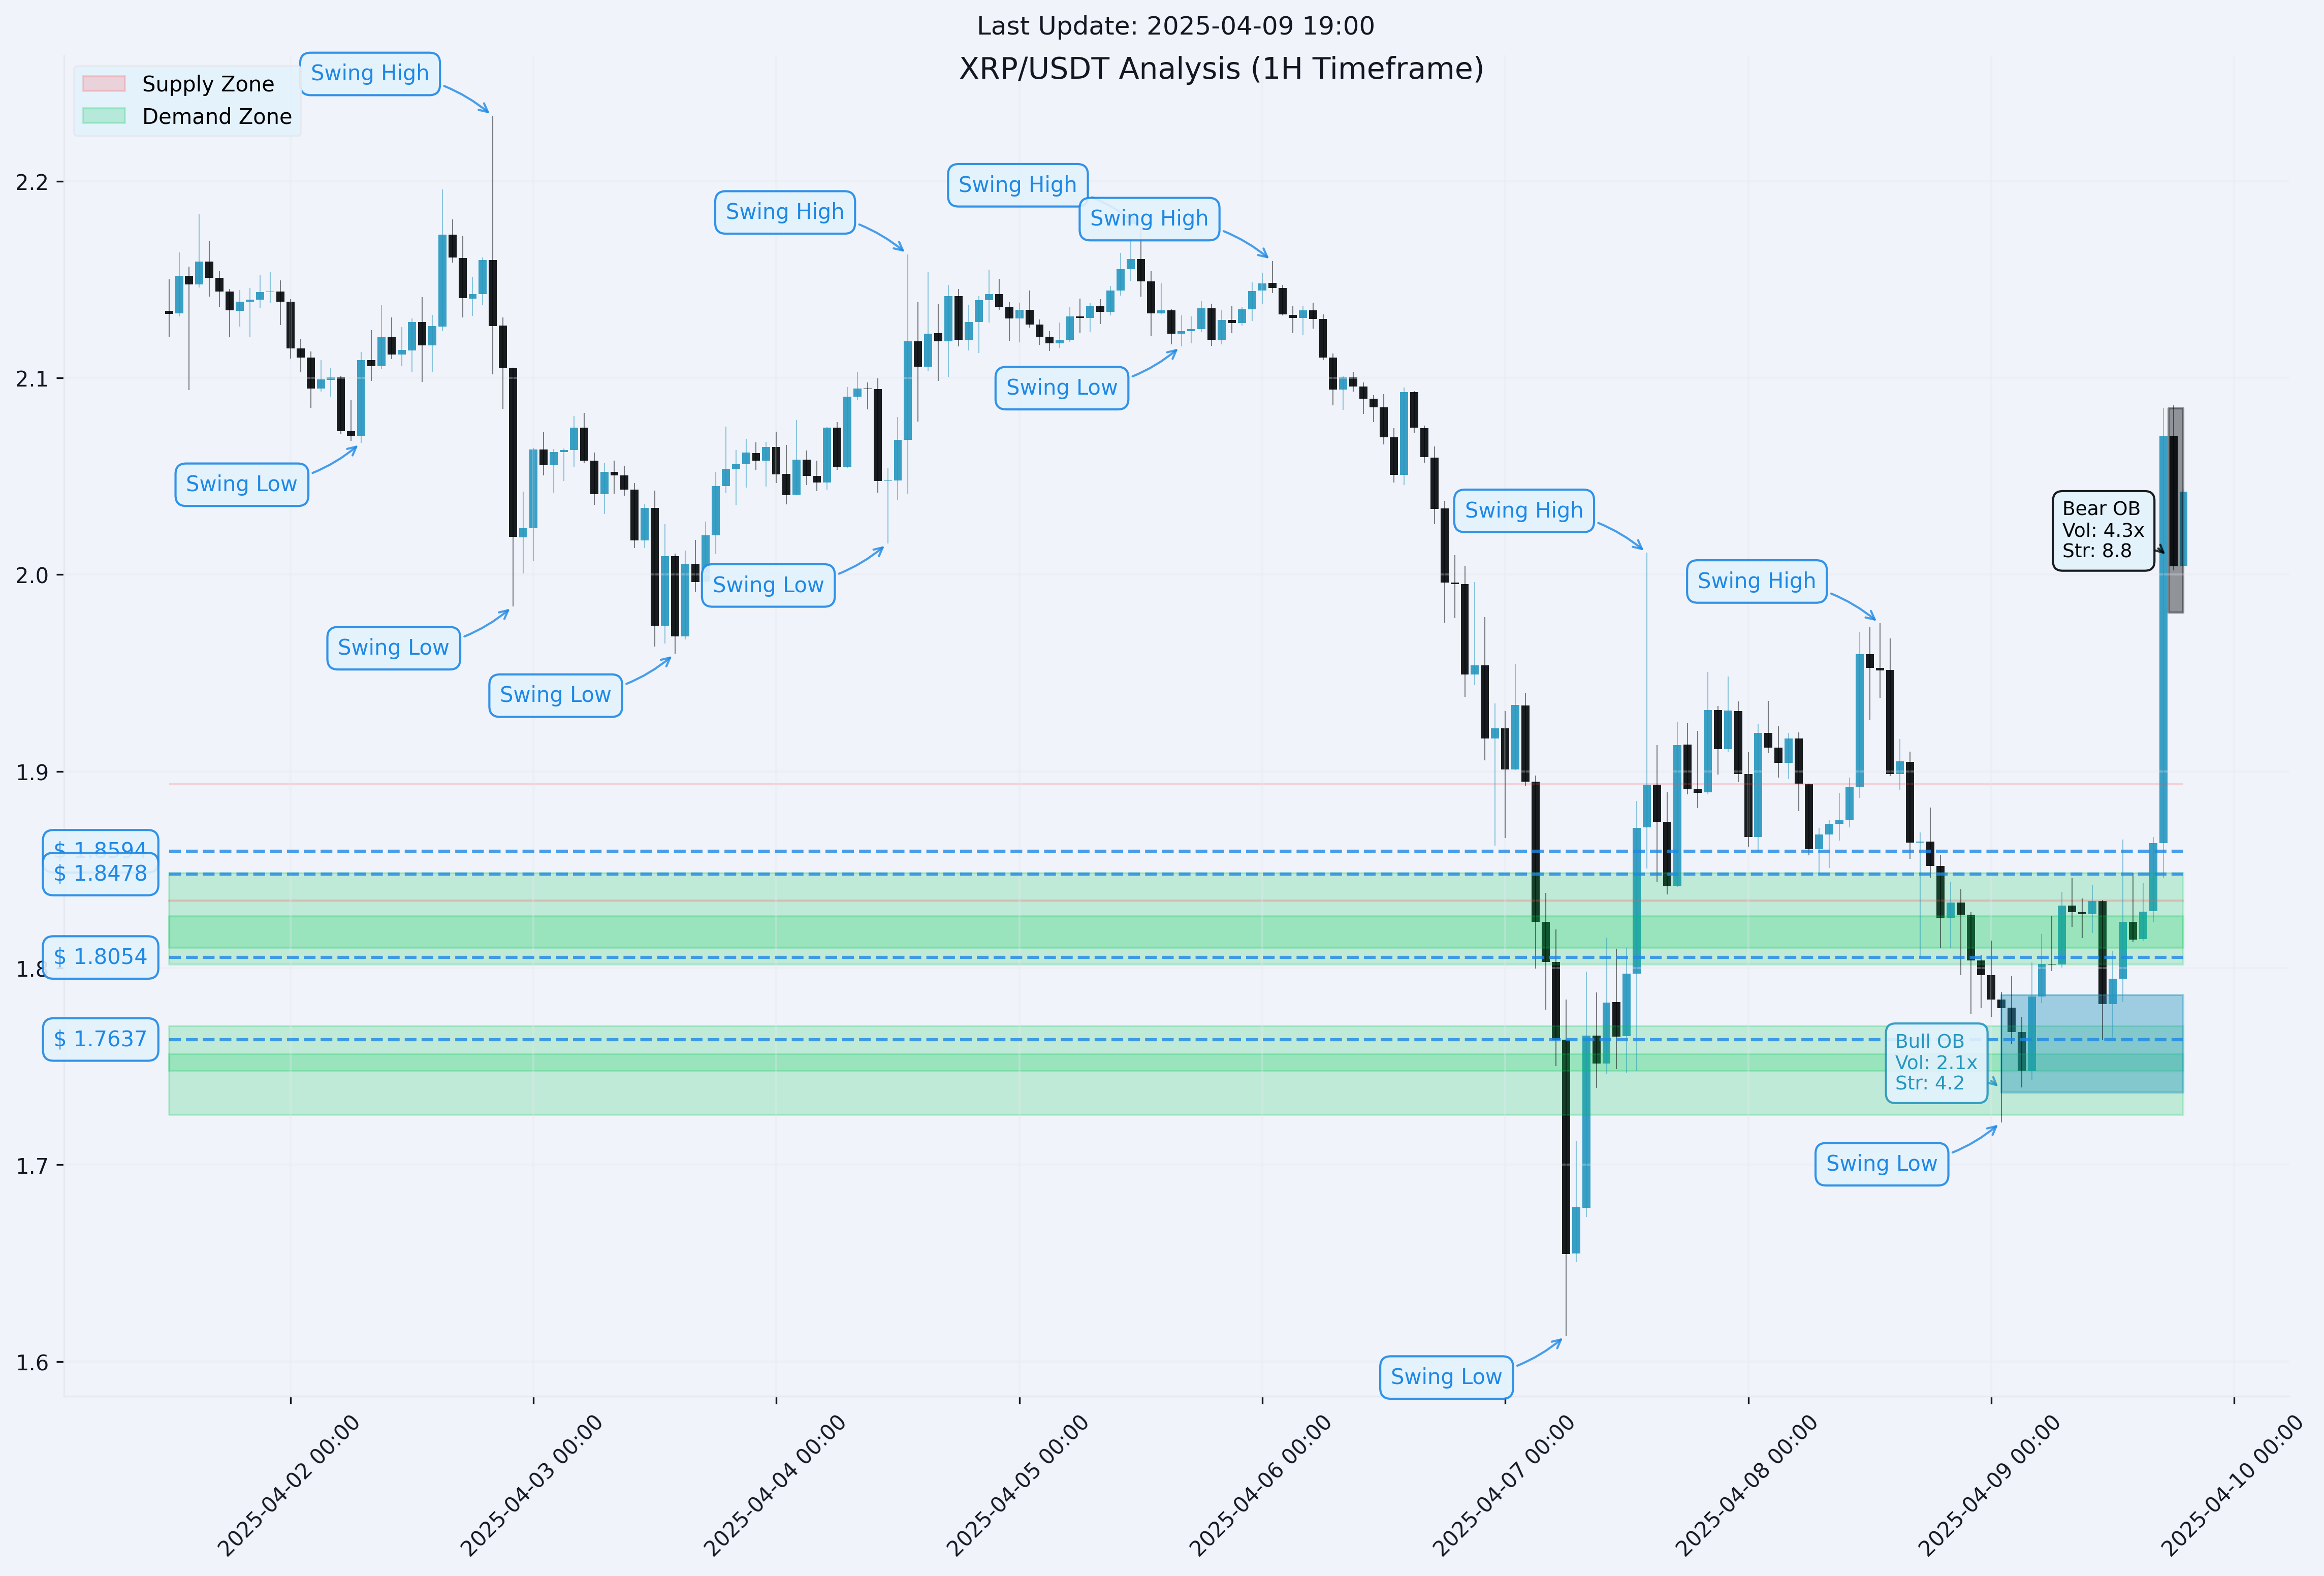 Last Update: 2025-04-09 19:00
XRP/USDT Analysis (1H Timeframe)
Supply Zone
Demand Zone
Swing High
Swing High
Swing High
Swing High
Swing Low
Swing Low
Swing Low
Swing Low
Swing Low
Swing High
Swing High
Bear OB
Vol: 4.3x
Str: 8.8
Bull OB
Vol: 2.1x
Str: 4.2
Swing Low
Swing Low
2.2
2.1
2.0
1.9
$ 1.8594
$ 1.8478
$ 1.8054
1.8
$ 1.7637
1.7
1.6
2025-04-02 00:00
2025-04-03 00:00
2025-04-04 00:00
2025-04-05 00:00
2025-04-06 00:00
2025-04-07 00:00
2025-04-08 00:00
2025-04-09 00:00
2025-04-10 00:00